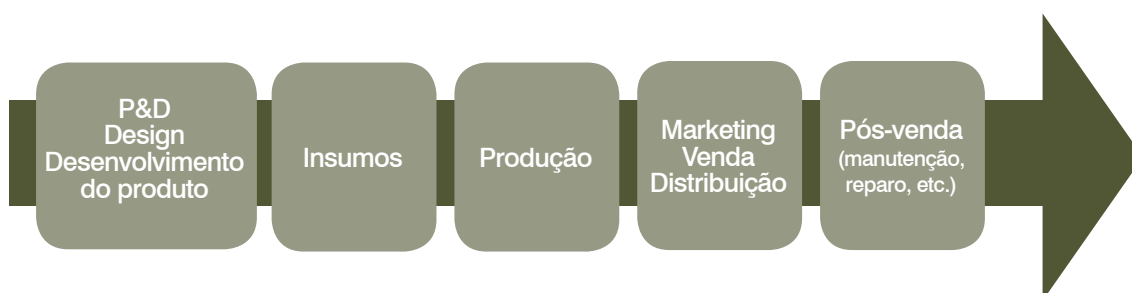 P&D
Design
Desenvolvimento
do produto
Insumos
Produção
Marketing
Venda
Distribuição
Pós-venda
(manutenção,
reparo, etc.)